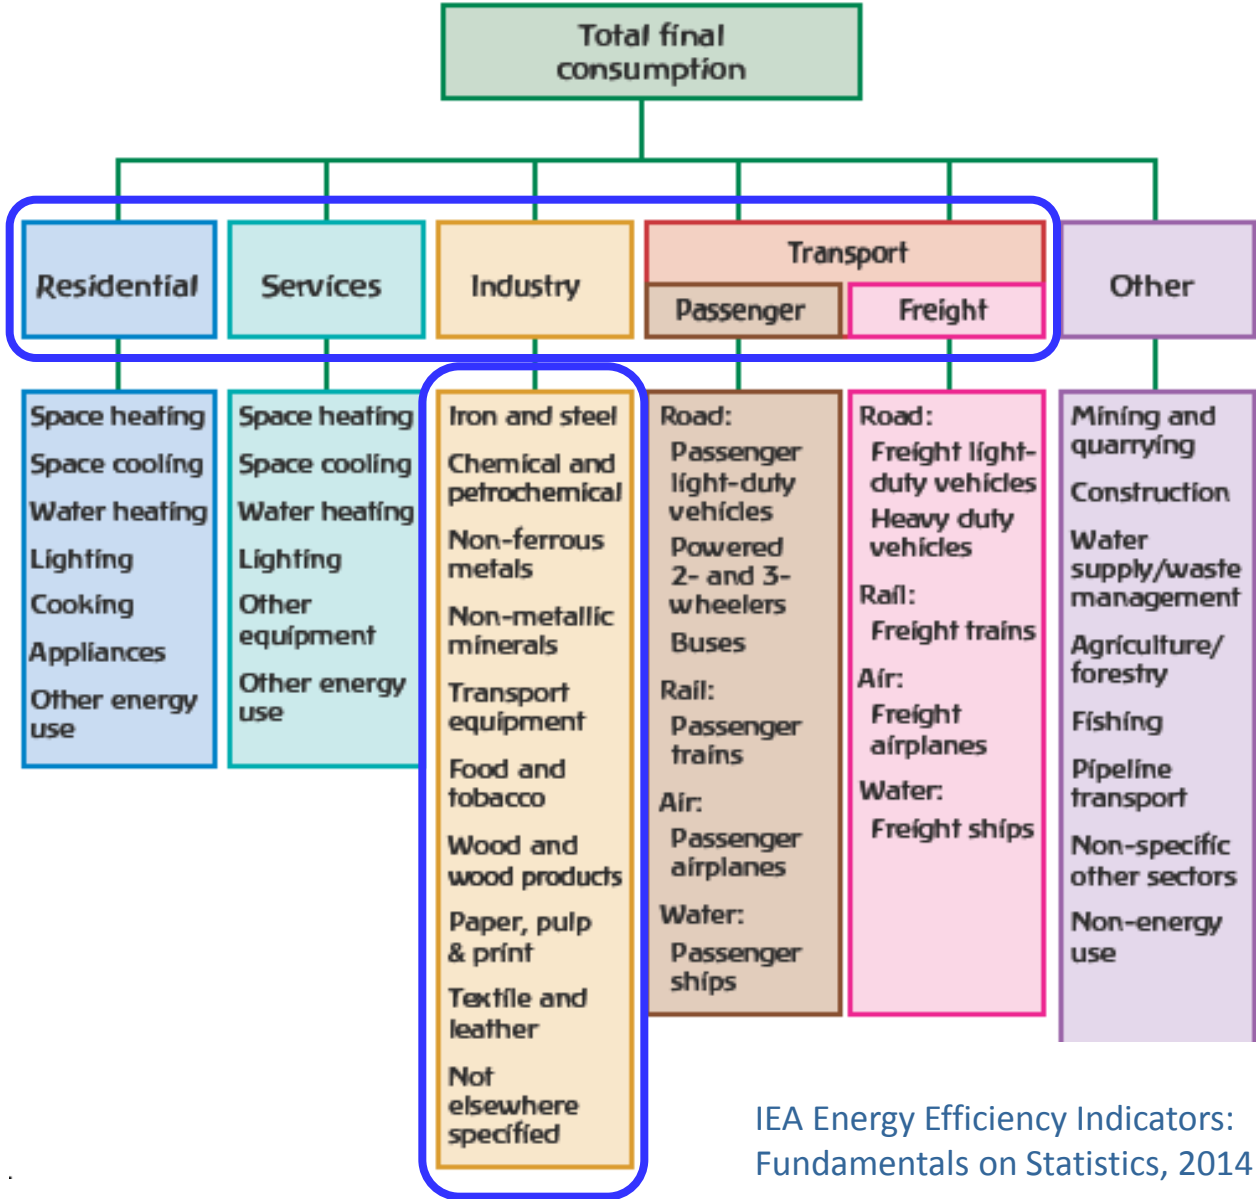 Total final
consumption
Residential
Services
Industry
Transport
Passenger
Freight
Other
Space heating
Space cooling
Water heating
Lighting
Cooking
Appliances
Other energy
use
Space heating
Space cooling
Water heating
Lighting
Other
equipment
Other energy
use
Iron and steel
Chemical and
petrochemical
Non-ferrous
metals
Non-metallic
minerals
Transport
equipment
Food and
tobacco
Wood and
wood products
Paper, pulp
& print
Textile and
leather
Not
elsewhere
specified
Road:
Passenger
light-duty
vehicles
Powered
2- and 3-
wheelers
Buses
Rail:
Passenger
trains
Air:
Passenger
airplanes
Water:
Passenger
ships
Road:
Freight light-
duty vehicles
Heavy duty
vehicles
Rail:
Freight trains
Air:
Freight
airplanes
Water:
Freight ships
Mining and
quarrying
Construction
Water
supply/waste
management
Agriculture/
forestry
Fishing
Pipeline
transport
Non-specific
other sectors
Non-energy
use
IEA Energy Efficiency Indicators:
Fundamentals on Statistics, 2014
.